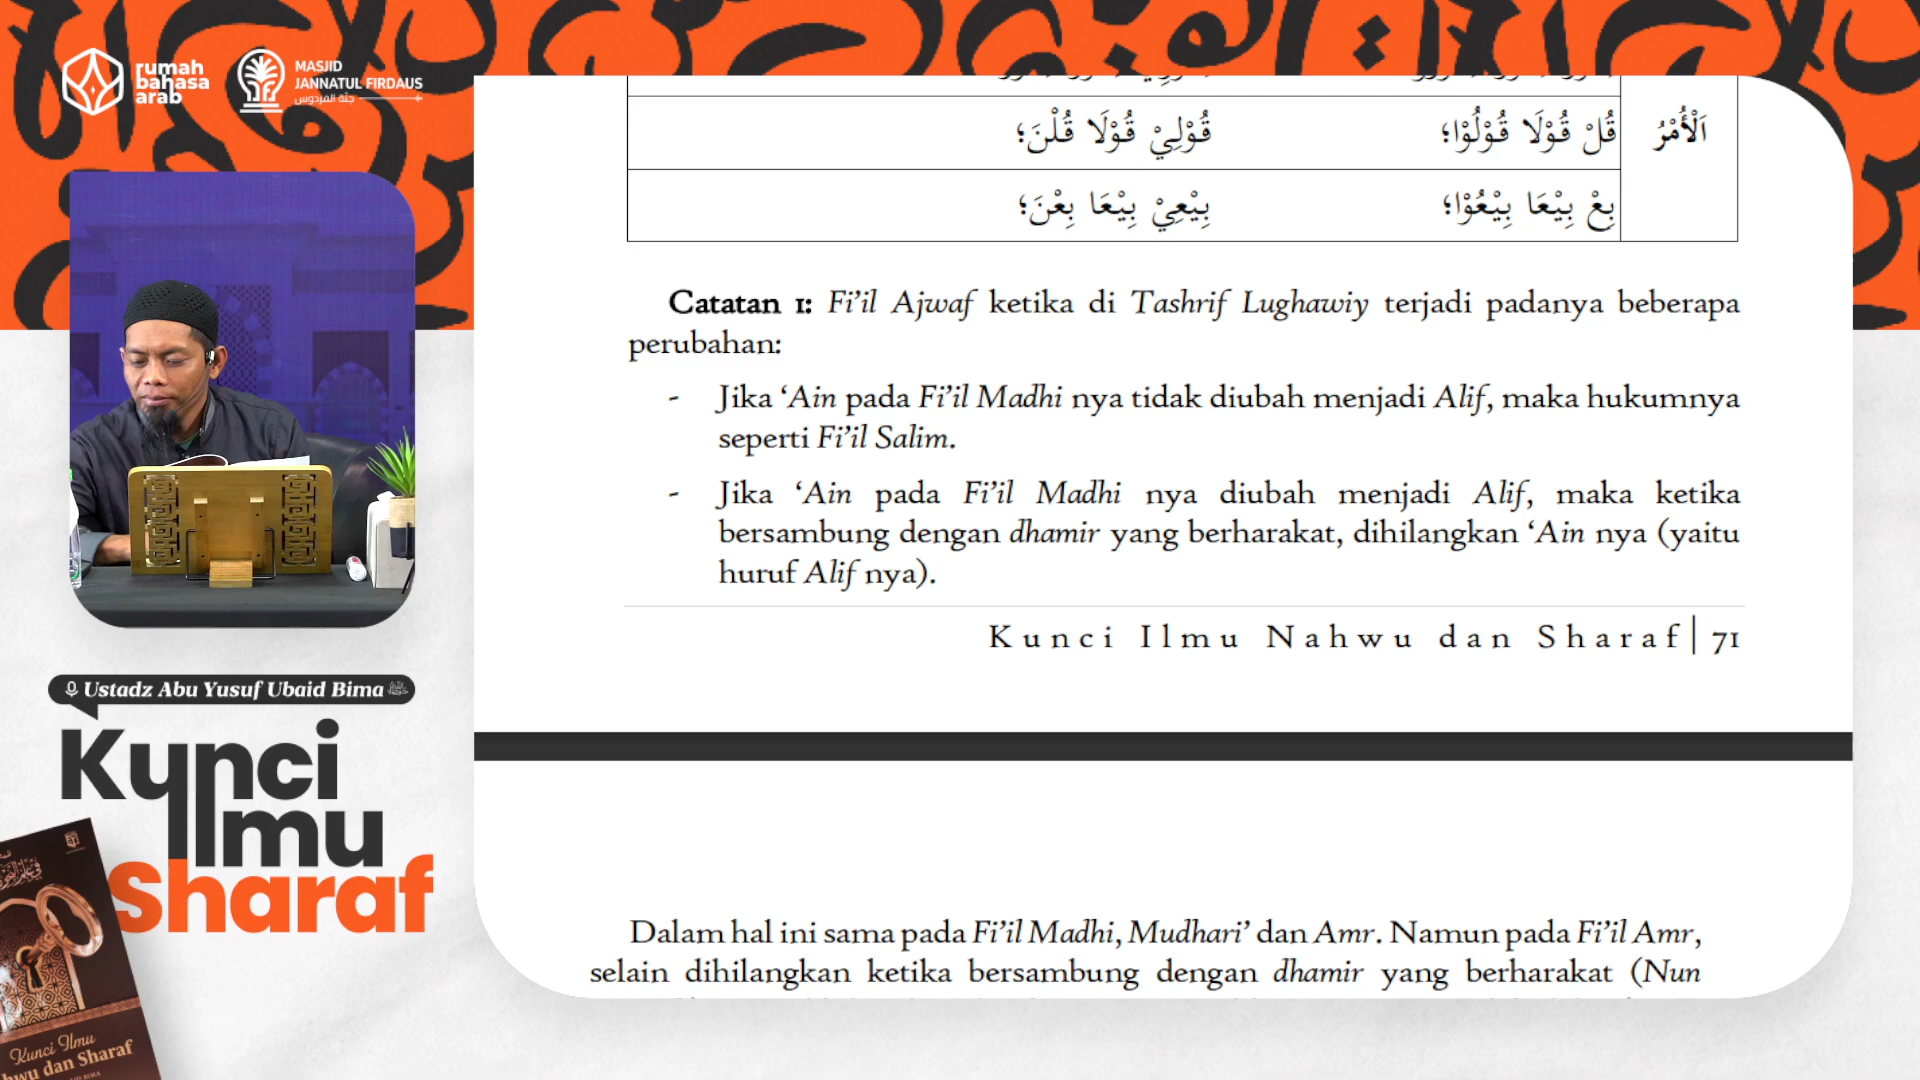 rumah
bahasa
arab
MASJID
JANNATUL FIRDAUS
جنّة الفردوس
اَلْأَمْرُ
قُلْ قُوْلَا قُوْلُوْا؛ قُوْلِيْ قُوْلَا قُلْنَ؛
بِعْ بِيْعَا بِيْعُوْا؛ بِيْعِيْ بِيْعَا بِعْنَ؛
Catatan 1: Fi’il Ajwaf ketika di Tashrif Lughawiy terjadi padanya beberapa
perubahan:
- Jika ‘Ain pada Fi’il Madhi nya tidak diubah menjadi Alif, maka hukumnya
seperti Fi’il Salim.
- Jika ‘Ain pada Fi’il Madhi nya diubah menjadi Alif, maka ketika
bersambung dengan dhamir yang berharakat, dihilangkan ‘Ain nya (yaitu
huruf Alif nya).
Kunci Ilmu Nahwu dan Sharaf| 71
Dalam hal ini sama pada Fi’il Madhi, Mudhari’ dan Amr. Namun pada Fi’il Amr,
selain dihilangkan ketika bersambung dengan dhamir yang berharakat (Nun
Ustadz Abu Yusuf Ubaid Bima
Kunci
Ilmu
Sharaf
Kunci Ilmu
hwu dan Sharaf